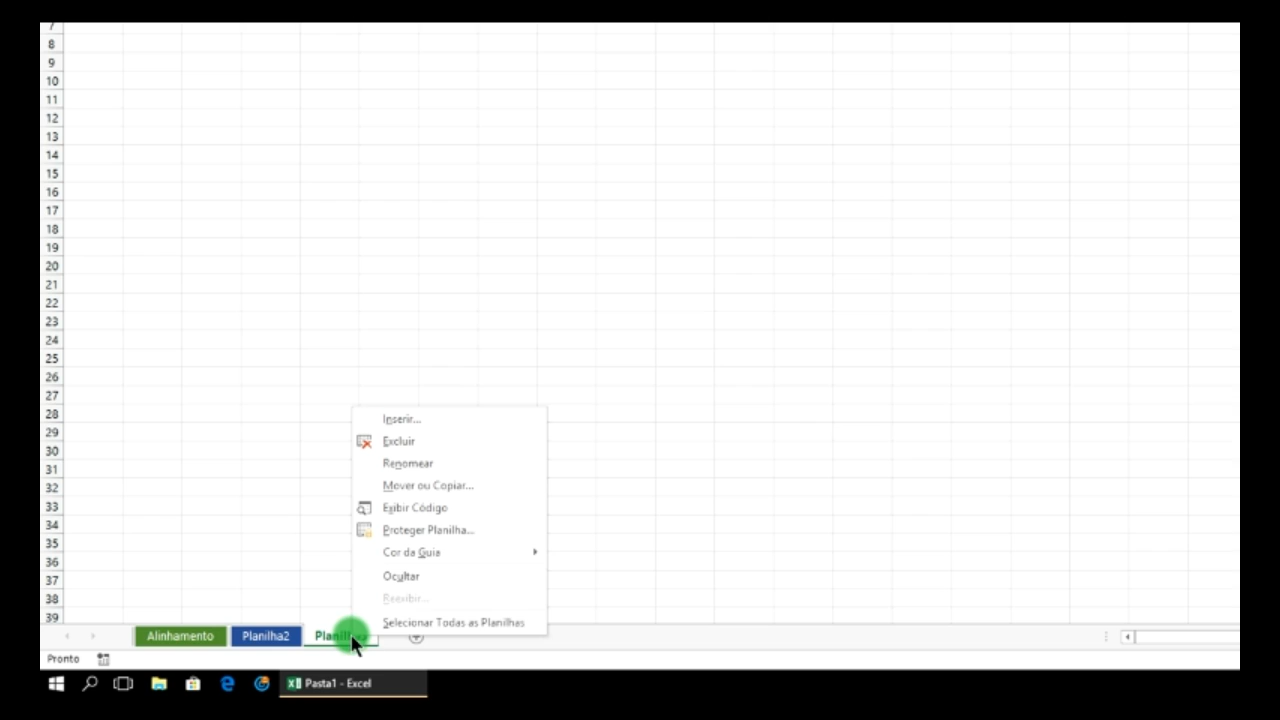 7
8
9
10
11
12
13
14
15
16
17
18
19
20
21
22
23
24
25
26
27
28
29
30
31
32
33
34
35
36
37
38
39
Inserir...
Excluir
Renomear
Mover ou Copiar...
Exibir Código
Proteger Planilha...
Cor da Guia
Ocultar
Reexibir...
Selecionar Todas as Planilhas
Alinhamento Planilha2
Pronto
Pasta1 - Excel